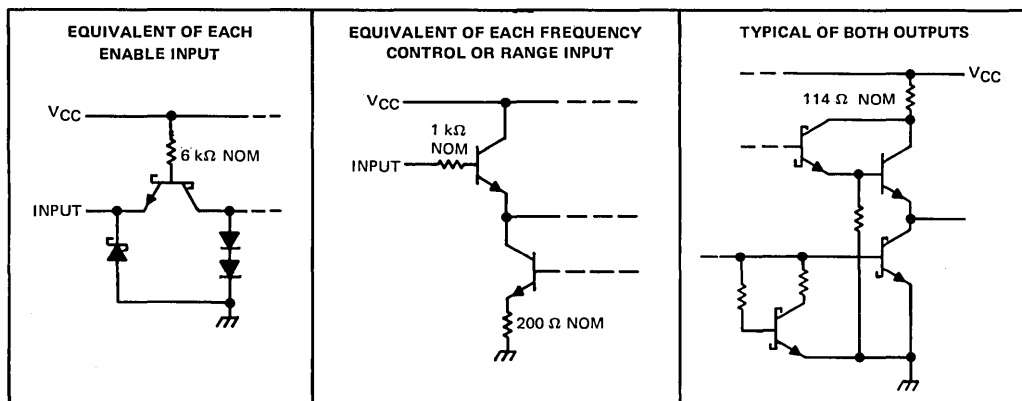 EQUIVALENT OF EACH
ENABLE INPUT
VCC
6 kΩ NOM
INPUT
EQUIVALENT OF EACH FREQUENCY
CONTROL OR RANGE INPUT
VCC
1 kΩ
NOM
INPUT
200 Ω NOM
TYPICAL OF BOTH OUTPUTS
VCC
114 Ω NOM